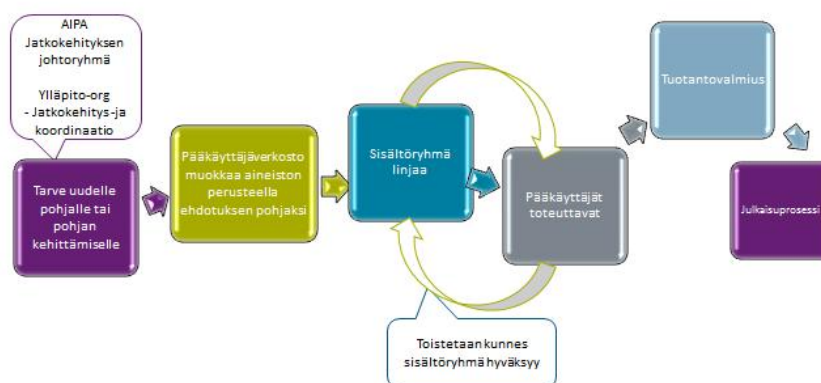 AIPA
Jatkokehityksen
johtoryhmä
Ylläpito-org
- Jatkokehitys -ja
koordinaatio
Tarve uudelle
pohjalle tai
pohjan
kehittämiselle
Pääkäyttäjäverkosto
muokkaa aineiston
perusteella
ehdotuksen pohjaksi
Sisältöryhmä
linjaa
Pääkäyttäjät
toteuttavat
Toistetaan kunnes
sisältöryhmä hyväksyy
Tuotantovalmius
Julkaisuprosessi